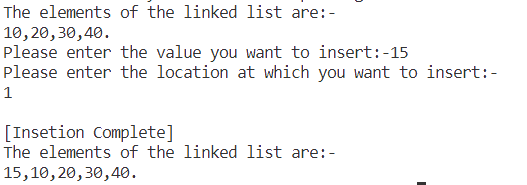 The elements of the linked list are:-
10,20,30,40.
Please enter the value you want to insert:-15
Please enter the location at which you want to insert:-
1
[Insetion Complete]
The elements of the linked list are:-
15,10,20,30,40.